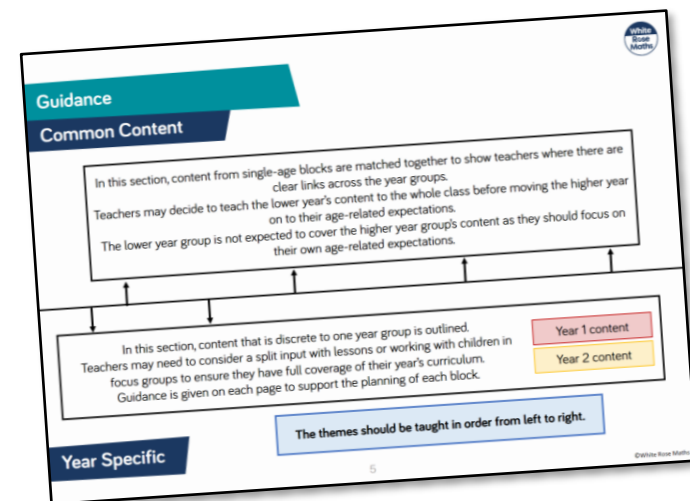 White
Rose
Maths
Guidance
Common Content
In this section, content from single-age blocks are matched together to show teachers where there are
clear links across the year groups.
Teachers may decide to teach the lower year's content to the whole class before moving the higher year
on to their age-related expectations.
The lower year group is not expected to cover the higher year group's content as they should focus on
their own age-related expectations.
In this section, content that is discrete to one year group is outlined.
Teachers may need to consider a split input with lessons or working with children in
focus groups to ensure they have full coverage of their year's curriculum.
Guidance is given on each page to support the planning of each block.
Year 1 content
Year 2 content
The themes should be taught in order from left to right.
Year Specific
5
©White Rose Maths